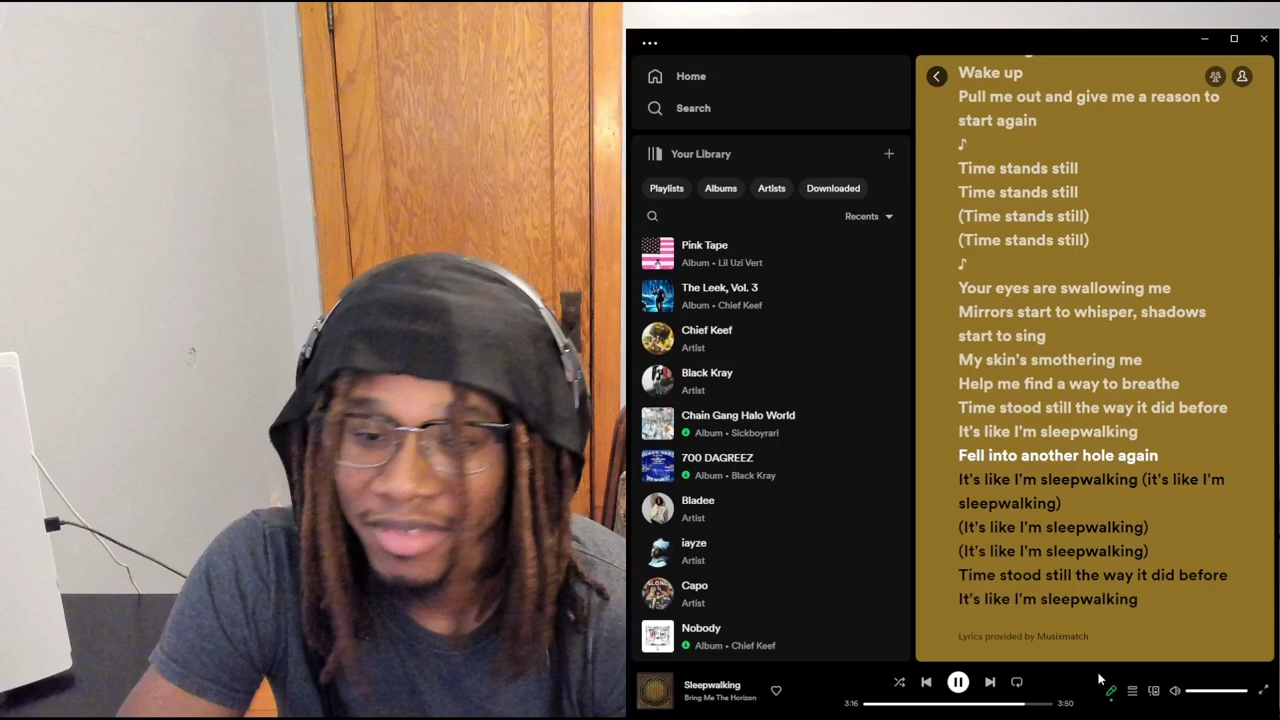 Home
Search
Your Library
Playlists
Albums
Artists
Downloaded
Recents
Pink Tape
Album • Lil Uzi Vert
The Leek, Vol. 3
Album • Chief Keef
Chief Keef
Artist
Black Kray
Artist
Chain Gang Halo World
Album • Sickboyrari
700 DAGREEZ
Album • Black Kray
Bladee
Artist
iayze
Artist
Capo
Artist
Nobody
Album • Chief Keef
Wake up
Pull me out and give me a reason to
start again
♪
Time stands still
Time stands still
(Time stands still)
(Time stands still)
♪
Your eyes are swallowing me
Mirrors start to whisper, shadows
start to sing
My skin's smothering me
Help me find a way to breathe
Time stood still the way it did before
It's like I'm sleepwalking
Fell into another hole again
It's like I'm sleepwalking (it's like I'm
sleepwalking)
(It's like I'm sleepwalking)
(It's like I'm sleepwalking)
Time stood still the way it did before
It's like I'm sleepwalking
Lyrics provided by Musixmatch
Sleepwalking
Bring Me The Horizon
3:16
3:50